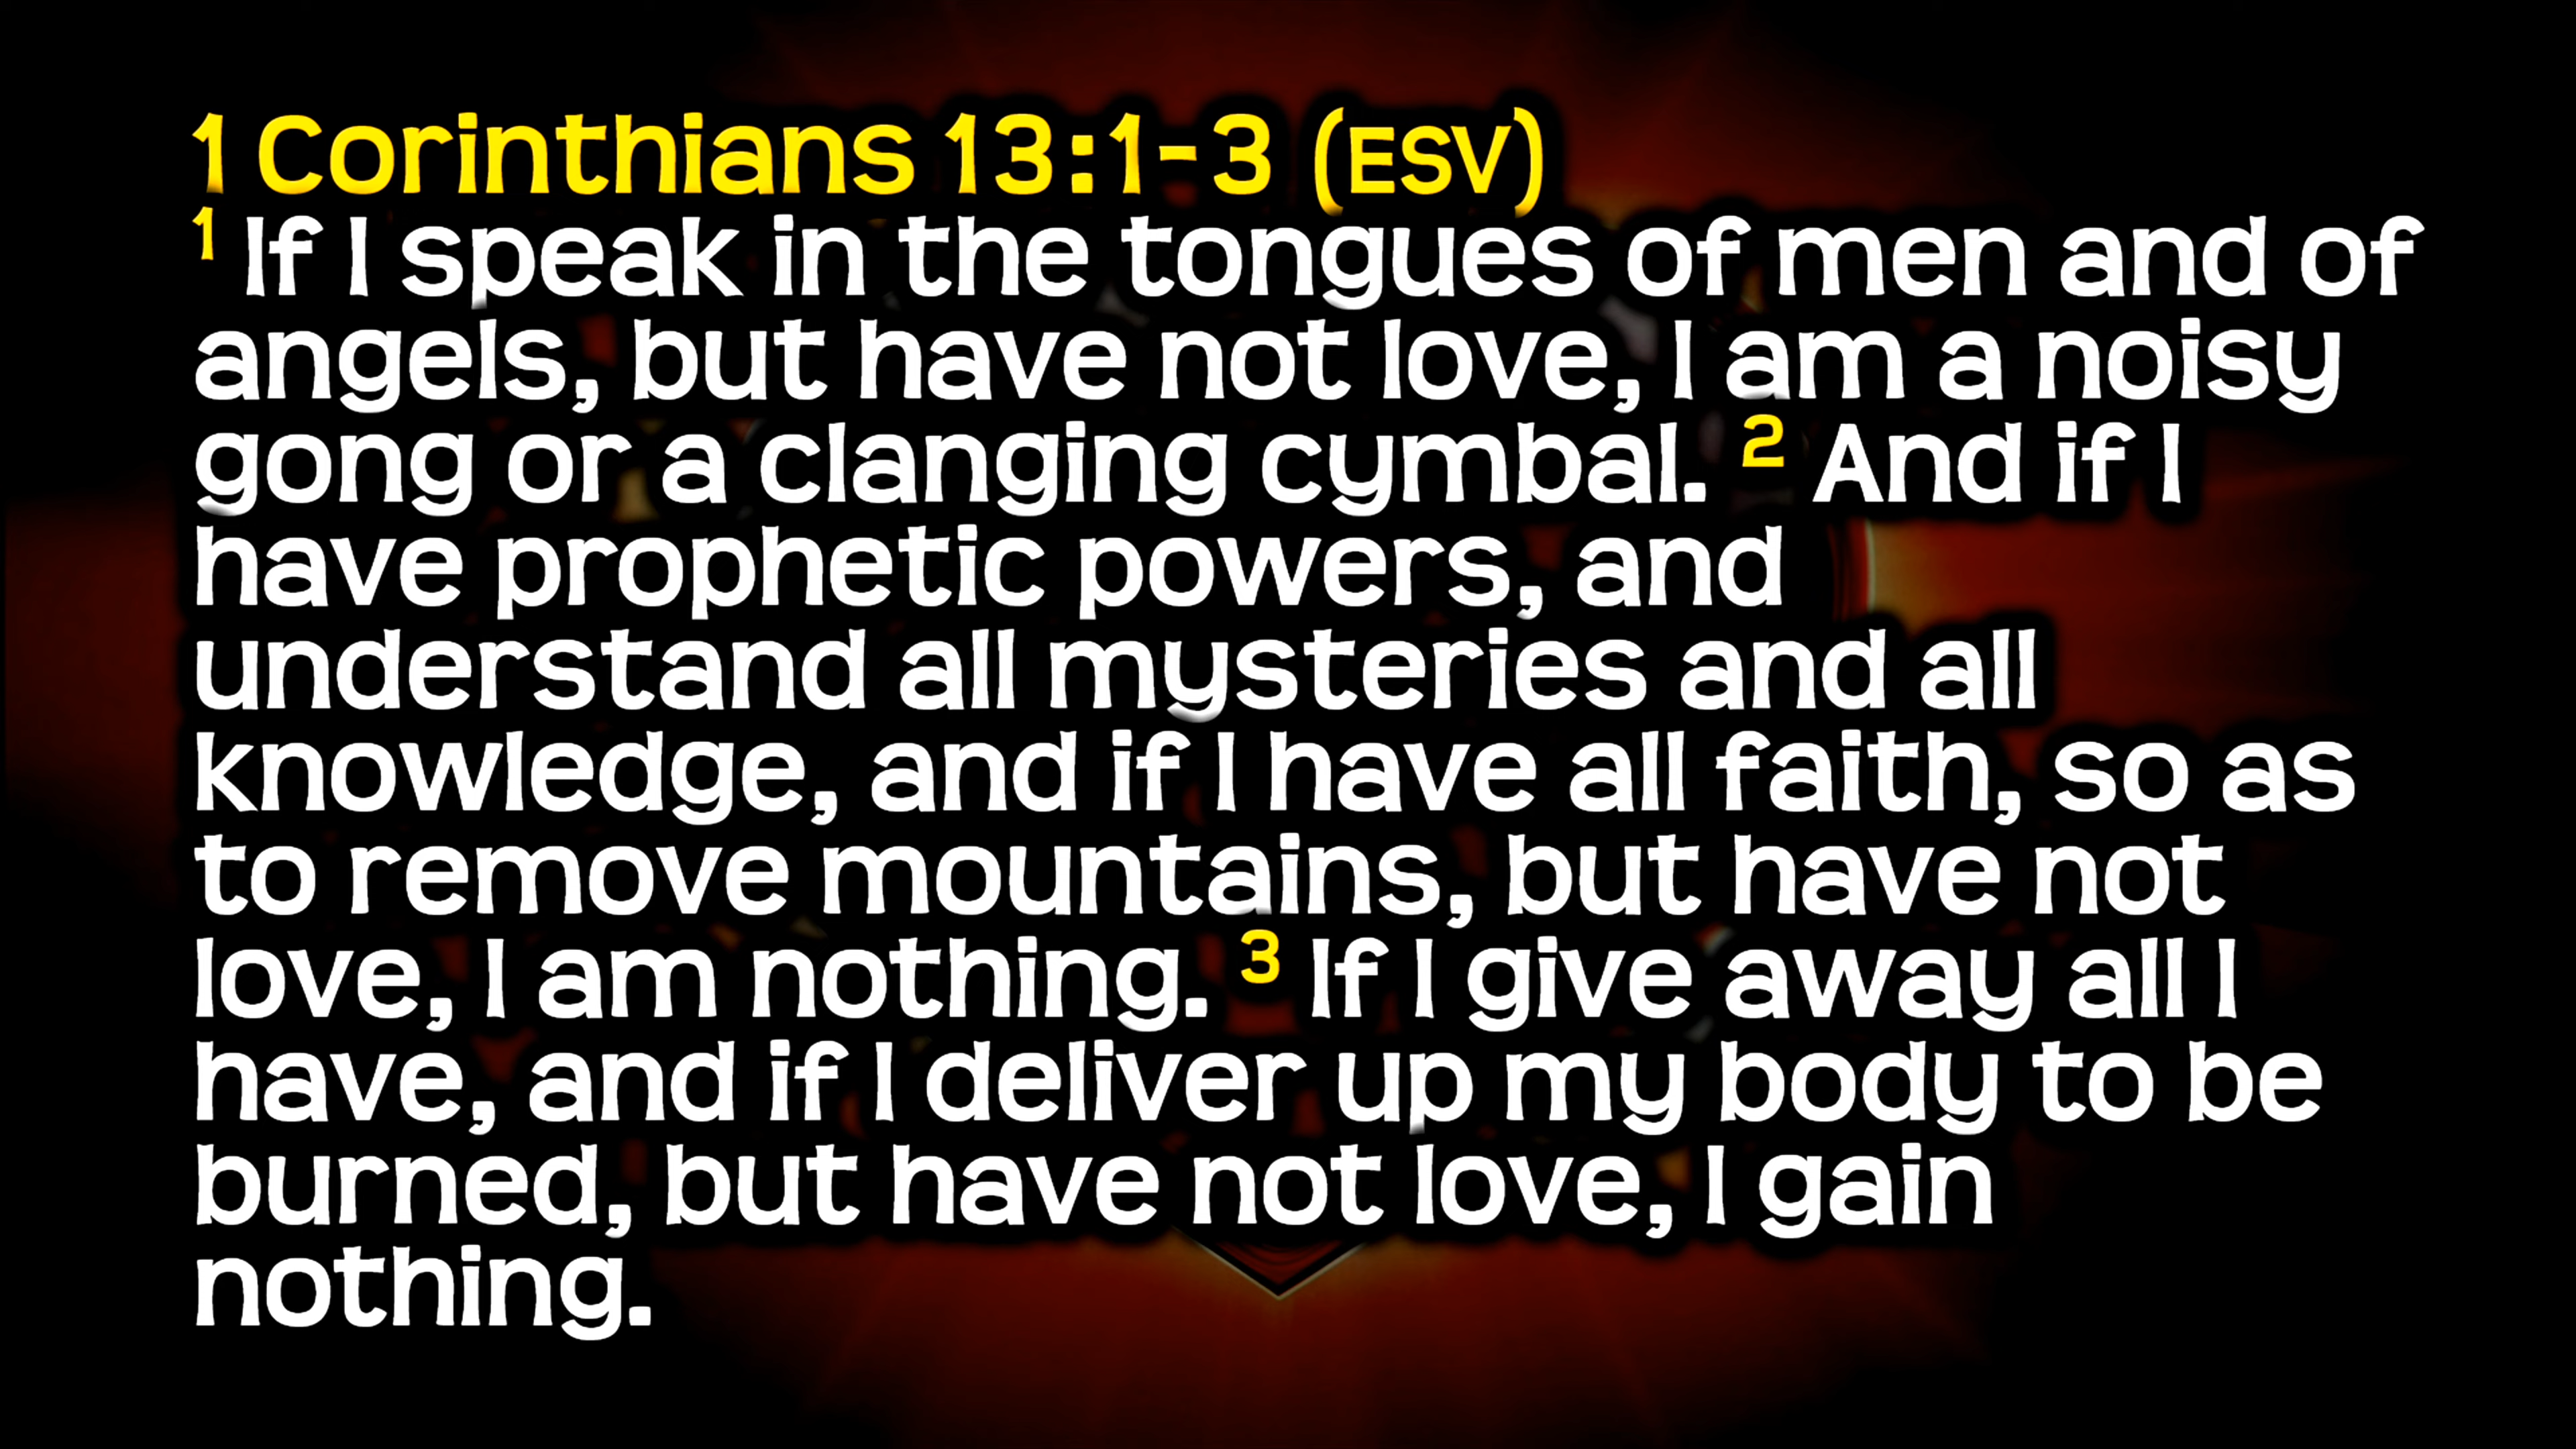 1 Corinthians 13:1-3 (ESV)
1 If I speak in the tongues of men and of
angels, but have not love, I am a noisy
gong or a clanging cymbal. 2 And if I
have prophetic powers, and
understand all mysteries and all
knowledge, and if I have all faith, so as
to remove mountains, but have not
love, I am nothing. 3 If I give away all I
have, and if I deliver up my body to be
burned, but have not love, I gain
nothing.